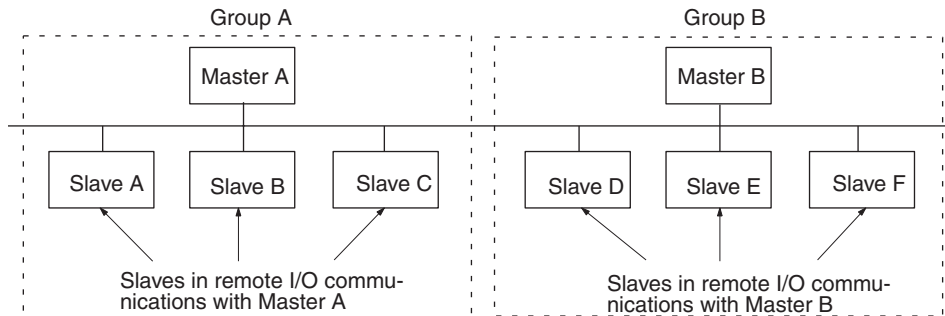 Group A
Group B
Master A
Master B
Slave A
Slave B
Slave C
Slave D
Slave E
Slave F
Slaves in remote I/O commu-
nications with Master A
Slaves in remote I/O commu-
nications with Master B